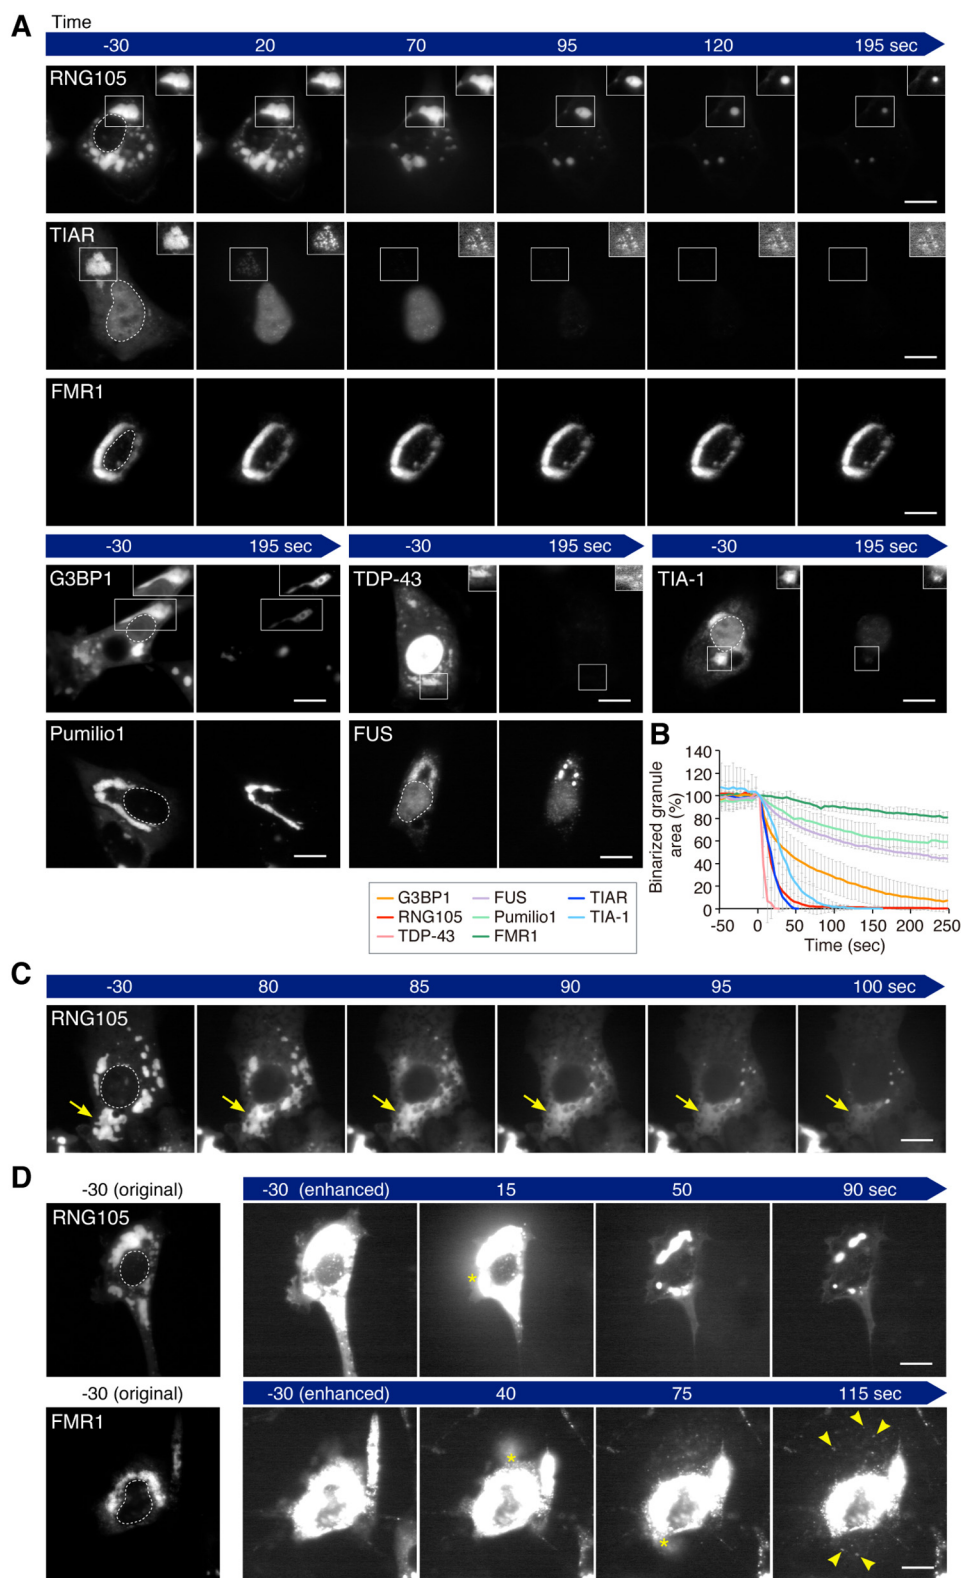 A
Time
-30 20 70 95 120 195 sec
RNG105
TIAR
FMR1
-30 195 sec -30 195 sec -30 195 sec
G3BP1 TDP-43 TIA-1
Pumilio1 FUS
B
140
120
100
80
60
40
20
0
Binarized granule
area (%)
-50 0 50 100 150 200 250
Time (sec)
G3BP1 FUS TIAR
RNG105 Pumilio1 TIA-1
TDP-43 FMR1
C
-30 80 85 90 95 100 sec
RNG105
D
-30 (original) -30 (enhanced) 15 50 90 sec
RNG105
*
-30 (original) -30 (enhanced) 40 75 115 sec
FMR1
*
*